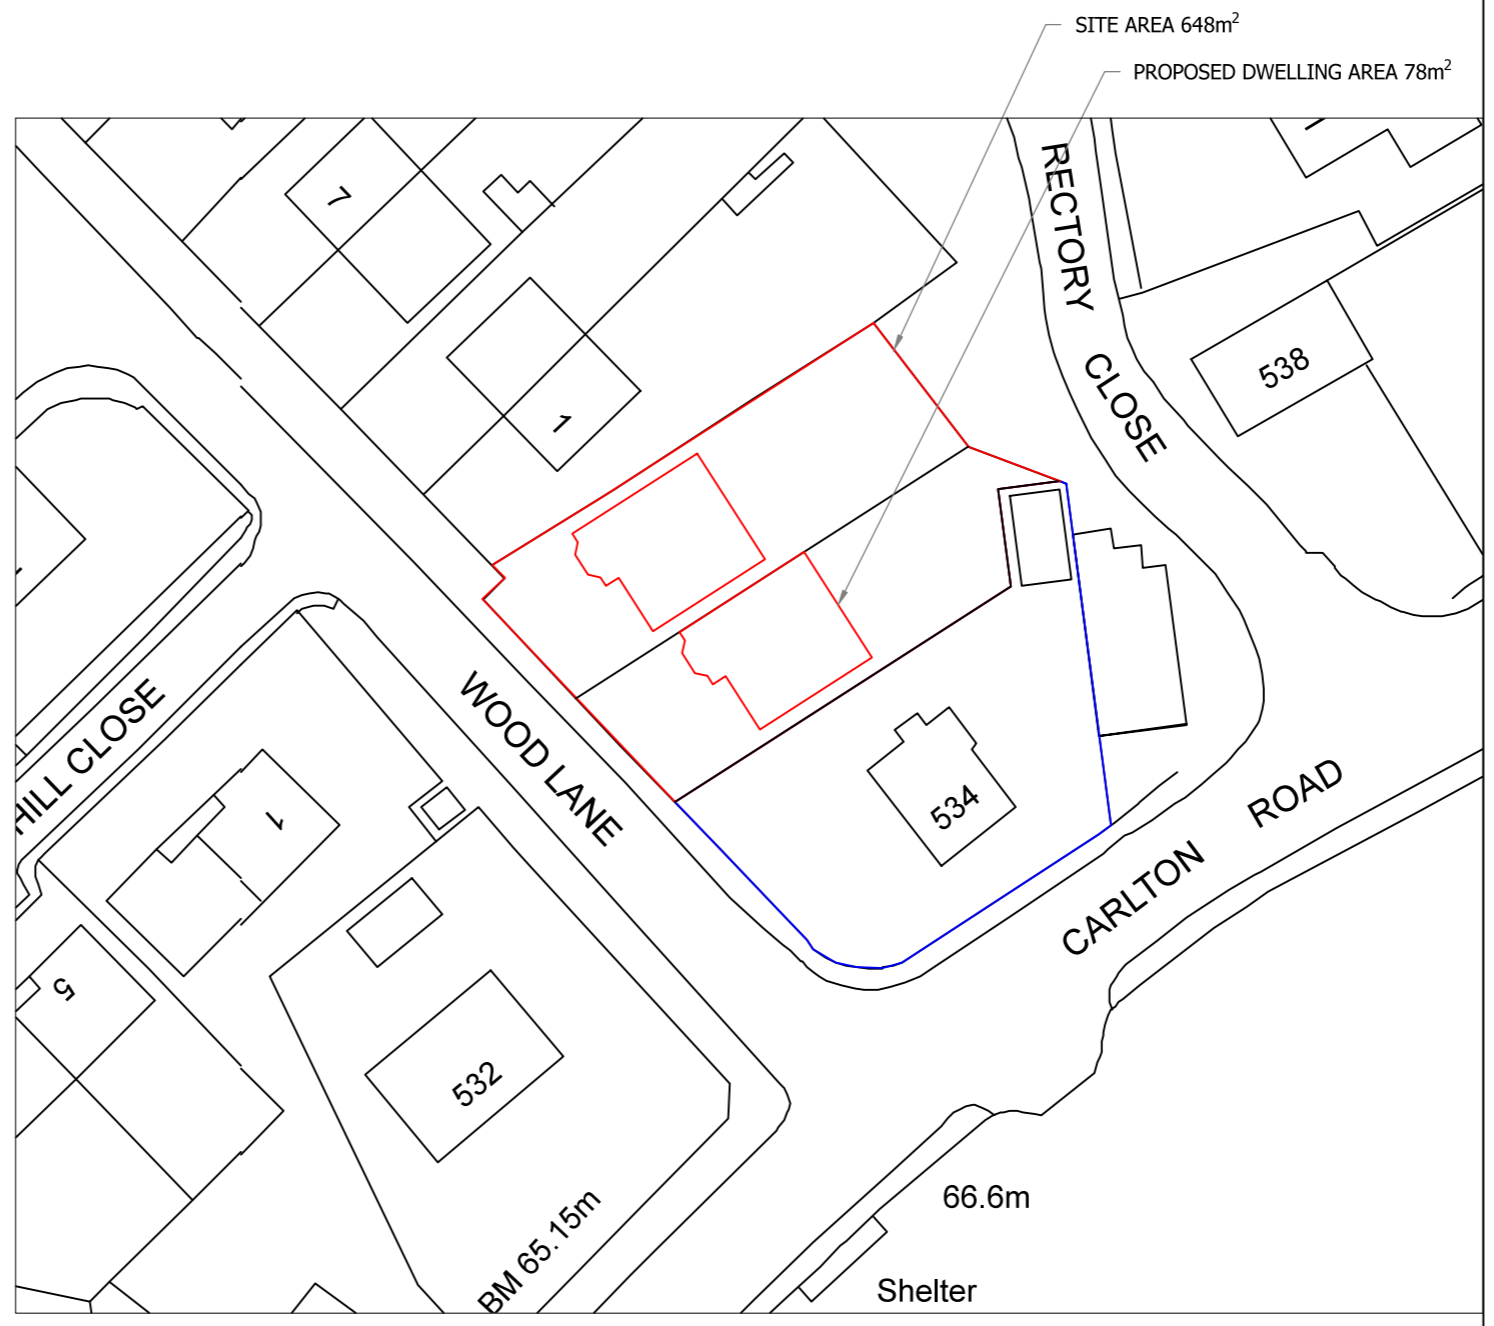 SITE AREA 648m²
PROPOSED DWELLING AREA 78m²
RECTORY CLOSE
7
538
1
WOOD LANE
HILL CLOSE
1
534
CARLTON ROAD
5
532
66.6m
BM 65.15m
Shelter